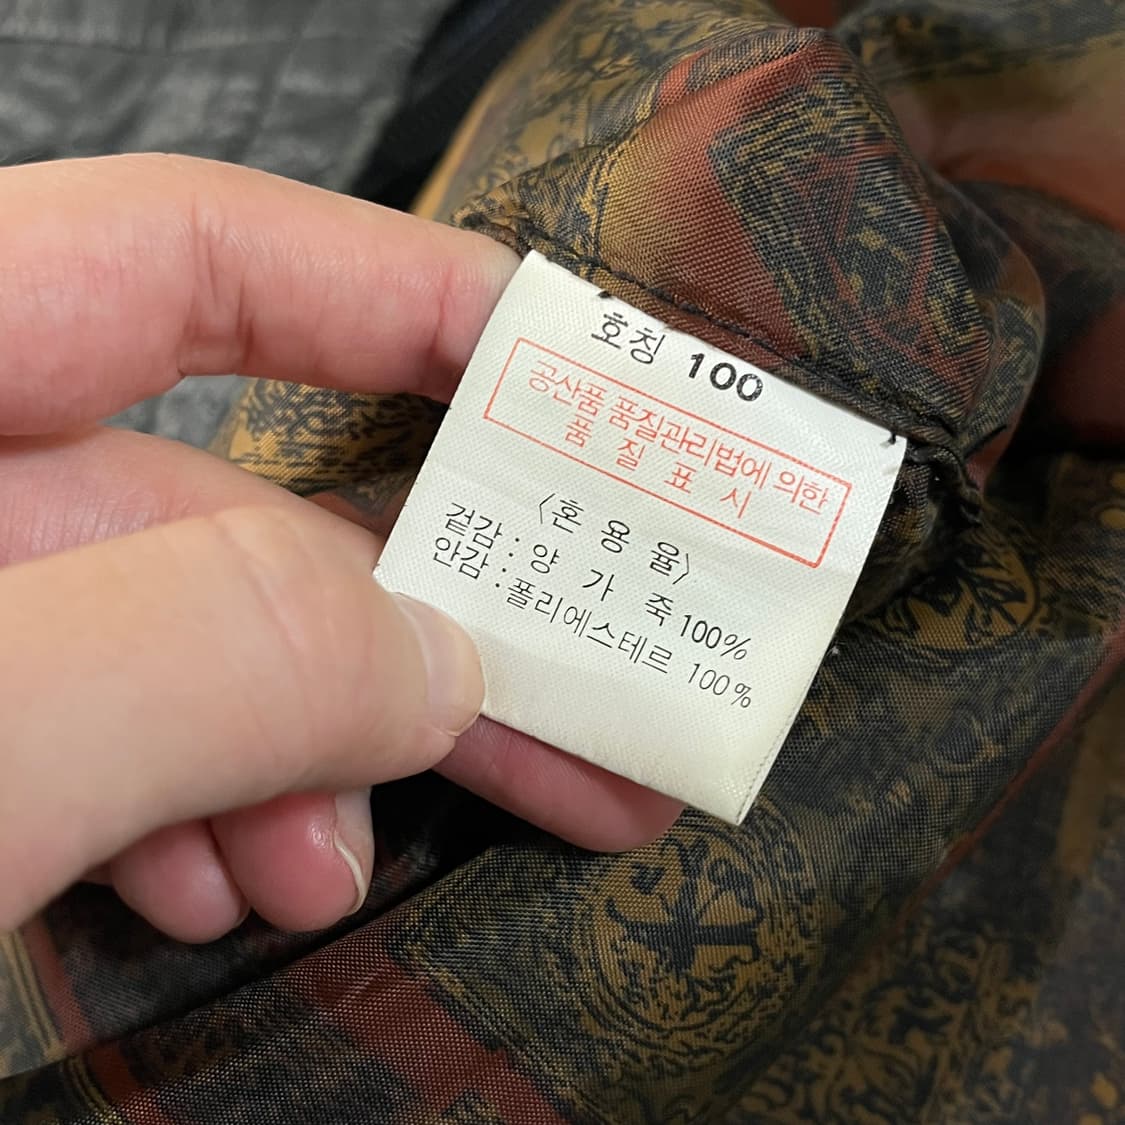 호칭 100
공산품 품질관리법에 의한
품 질 표 시
〈혼 용 율〉
겉감 : 양 가 죽 100%
안감 : 폴리에스테르 100%